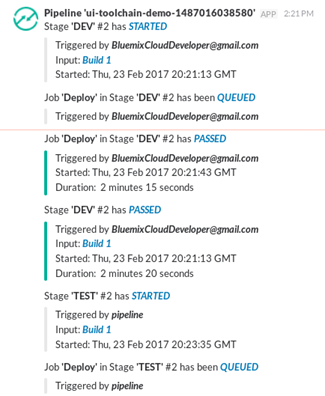 Pipeline 'ui-toolchain-demo-1487016038580' APP 2:21 PM
Stage 'DEV' #2 has STARTED
Triggered by BluemixCloudDeveloper@gmail.com
Input: Build 1
Started: Thu, 23 Feb 2017 20:21:13 GMT
Job 'Deploy' in Stage 'DEV' #2 has been QUEUED
Triggered by BluemixCloudDeveloper@gmail.com
Job 'Deploy' in Stage 'DEV' #2 has PASSED
Triggered by BluemixCloudDeveloper@gmail.com
Started: Thu, 23 Feb 2017 20:21:43 GMT
Duration: 2 minutes 15 seconds
Stage 'DEV' #2 has PASSED
Triggered by BluemixCloudDeveloper@gmail.com
Input: Build 1
Started: Thu, 23 Feb 2017 20:21:13 GMT
Duration: 2 minutes 20 seconds
Stage 'TEST' #2 has STARTED
Triggered by pipeline
Input: Build 1
Started: Thu, 23 Feb 2017 20:23:35 GMT
Job 'Deploy' in Stage 'TEST' #2 has been QUEUED
Triggered by pipeline